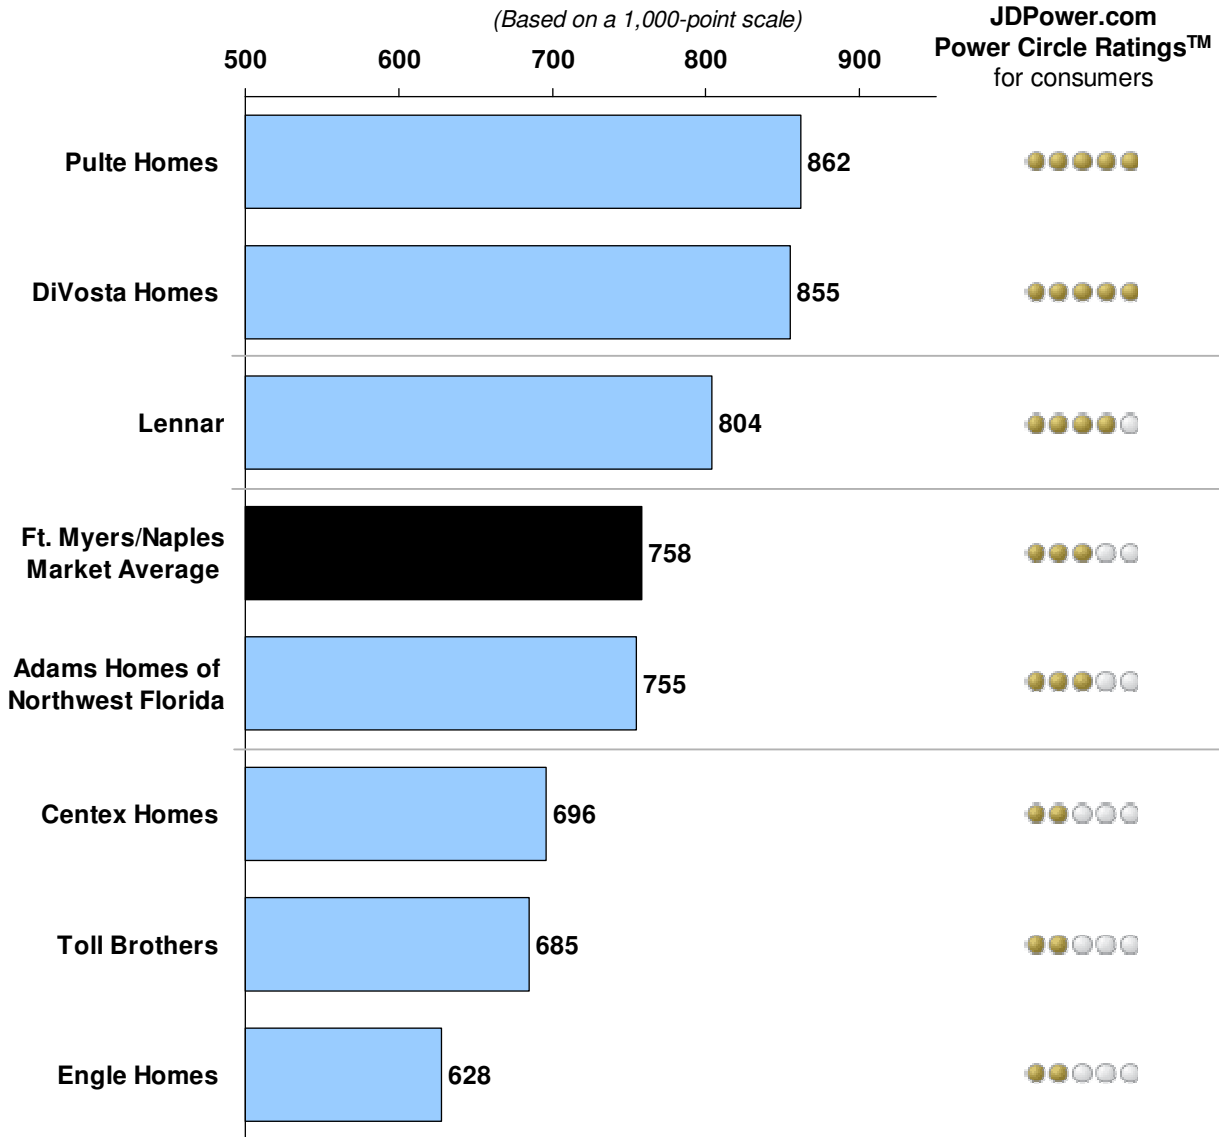 (Based on a 1,000-point scale)
JDPower.com
Power Circle Ratings™
for consumers
500 600 700 800 900
Pulte Homes 862
DiVosta Homes 855
Lennar 804
Ft. Myers/Naples
Market Average 758
Adams Homes of
Northwest Florida 755
Centex Homes 696
Toll Brothers 685
Engle Homes 628